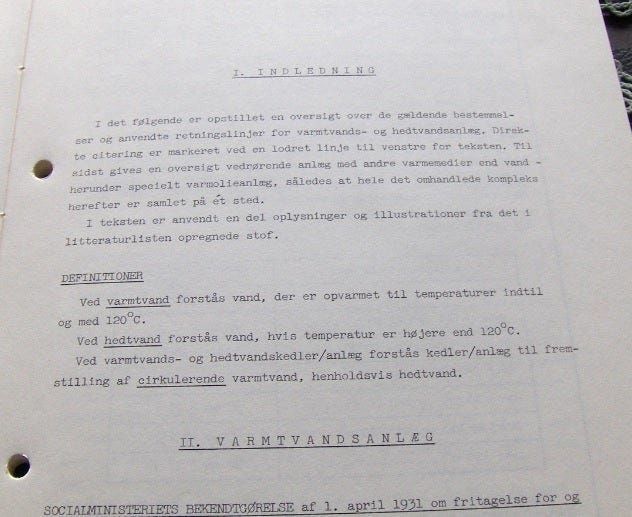 I. INDLEDNING
I det følgende er opstillet en oversigt over de gældende bestemmel-
ser og anvendte retningslinjer for varmtvands- og hedtvandsanlæg. Direk-
te citering er markeret ved en lodret linje til venstre for teksten. Til
sidst gives en oversigt vedrørende anlæg med andre varmemedier end vand -
herunder specielt varmolieanlæg, således at hele det omhandlede kompleks
herefter er samlet på ét sted.
I teksten er anvendt en del oplysninger og illustrationer fra det i
litteraturlisten opregnede stof.
DEFINITIONER
Ved varmtvand forstås vand, der er opvarmet til temperaturer indtil
og med 120°C.
Ved hedtvand forstås vand, hvis temperatur er højere end 120°C.
Ved varmtvands- og hedtvandskedler/anlæg forstås kedler/anlæg til frem-
stilling af cirkulerende varmtvand, henholdsvis hedtvand.
II. VARMTVANDSANLÆG
SOCIALMINISTERIETS BEKENDTGØRELSE af 1. april 1931 om fritagelse for og